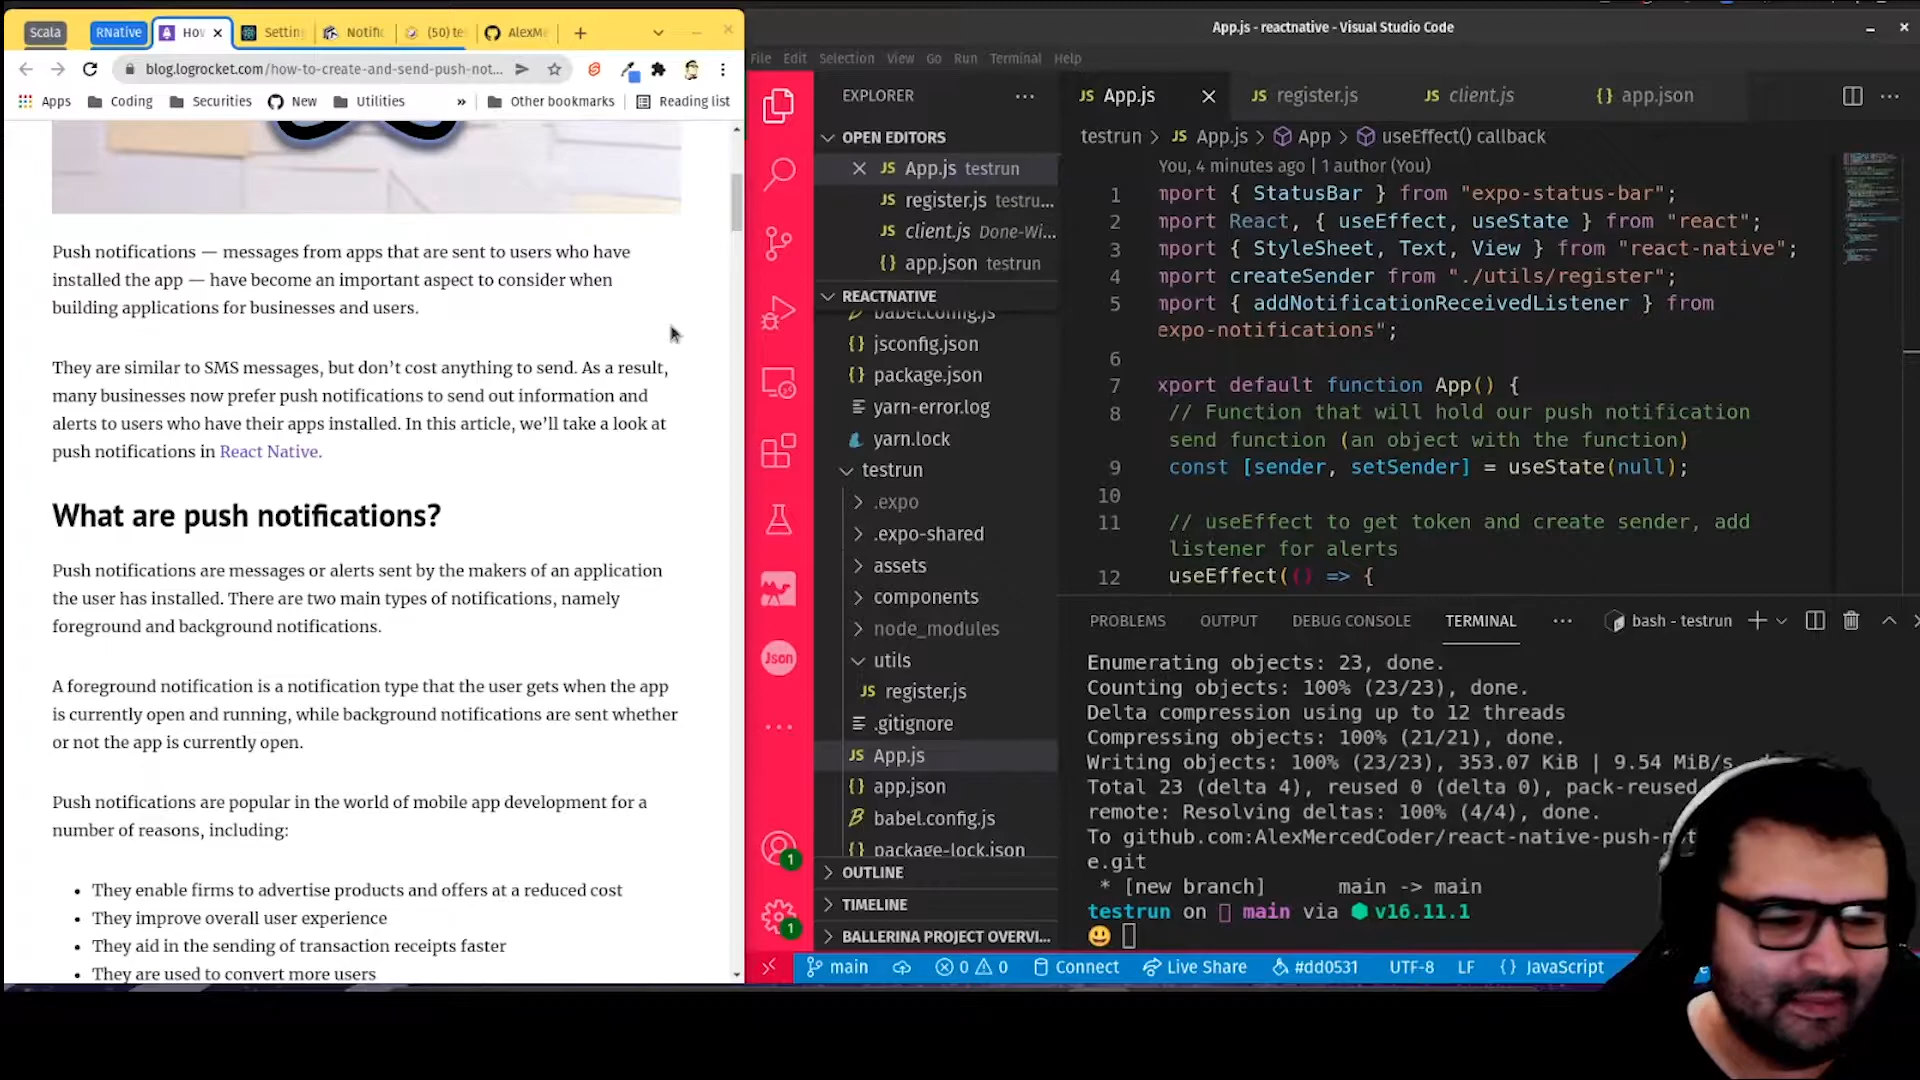 Scala
RNative
Hov
Settin
Notific
(50) te
AlexMe
blog.logrocket.com/how-to-create-and-send-push-not...
Apps
Coding
Securities
New
Utilities
»
Other bookmarks
Reading list
Push notifications — messages from apps that are sent to users who have
installed the app — have become an important aspect to consider when
building applications for businesses and users.
They are similar to SMS messages, but don’t cost anything to send. As a result,
many businesses now prefer push notifications to send out information and
alerts to users who have their apps installed. In this article, we’ll take a look at
push notifications in React Native.
What are push notifications?
Push notifications are messages or alerts sent by the makers of an application
the user has installed. There are two main types of notifications, namely
foreground and background notifications.
A foreground notification is a notification type that the user gets when the app
is currently open and running, while background notifications are sent whether
or not the app is currently open.
Push notifications are popular in the world of mobile app development for a
number of reasons, including:
• They enable firms to advertise products and offers at a reduced cost
• They improve overall user experience
• They aid in the sending of transaction receipts faster
• They are used to convert more users
App.js - reactnative - Visual Studio Code
File Edit Selection View Go Run Terminal Help
EXPLORER
OPEN EDITORS
JS App.js testrun
JS register.js testru...
JS client.js Done-Wi...
{} app.json testrun
REACTNATIVE
babel.config.js
{} jsconfig.json
{} package.json
yarn-error.log
yarn.lock
testrun
.expo
.expo-shared
assets
components
node_modules
utils
JS register.js
.gitignore
JS App.js
{} app.json
babel.config.js
{} package-lock.json
OUTLINE
TIMELINE
BALLERINA PROJECT OVERVI...
Json
1
1
JS App.js
JS register.js
JS client.js
{} app.json
testrun > JS App.js > App > useEffect() callback
You, 4 minutes ago | 1 author (You)
1 mport { StatusBar } from "expo-status-bar";
2 mport React, { useEffect, useState } from "react";
3 mport { StyleSheet, Text, View } from "react-native";
4 mport createSender from "./utils/register";
5 mport { addNotificationReceivedListener } from
expo-notifications";
6
7 xport default function App() {
8 // Function that will hold our push notification
send function (an object with the function)
9 const [sender, setSender] = useState(null);
10
11 // useEffect to get token and create sender, add
listener for alerts
12 useEffect(() => {
PROBLEMS OUTPUT DEBUG CONSOLE TERMINAL
bash - testrun
Enumerating objects: 23, done.
Counting objects: 100% (23/23), done.
Delta compression using up to 12 threads
Compressing objects: 100% (21/21), done.
Writing objects: 100% (23/23), 353.07 KiB | 9.54 MiB/s,
Total 23 (delta 4), reused 0 (delta 0), pack-reused
remote: Resolving deltas: 100% (4/4), done.
To github.com:AlexMercedCoder/react-native-push-n
e.git
* [new branch] main -> main
testrun on main via v16.11.1
main
0 0
Connect
Live Share
#dd0531
UTF-8
LF
{} JavaScript